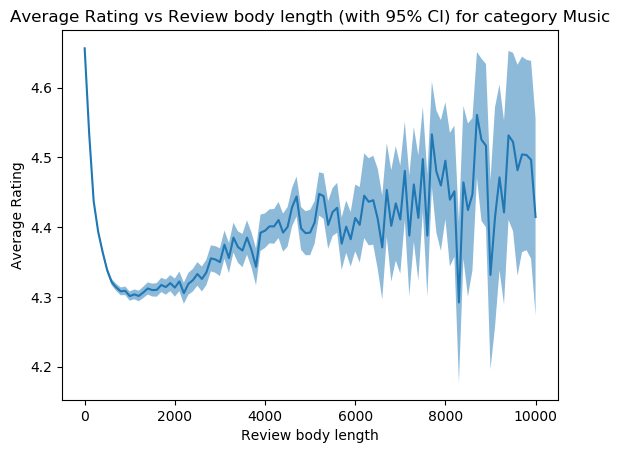 Average Rating vs Review body length (with 95% CI) for category Music
4.6
4.5
4.4
4.3
4.2
Average Rating
0 2000 4000 6000 8000 10000
Review body length